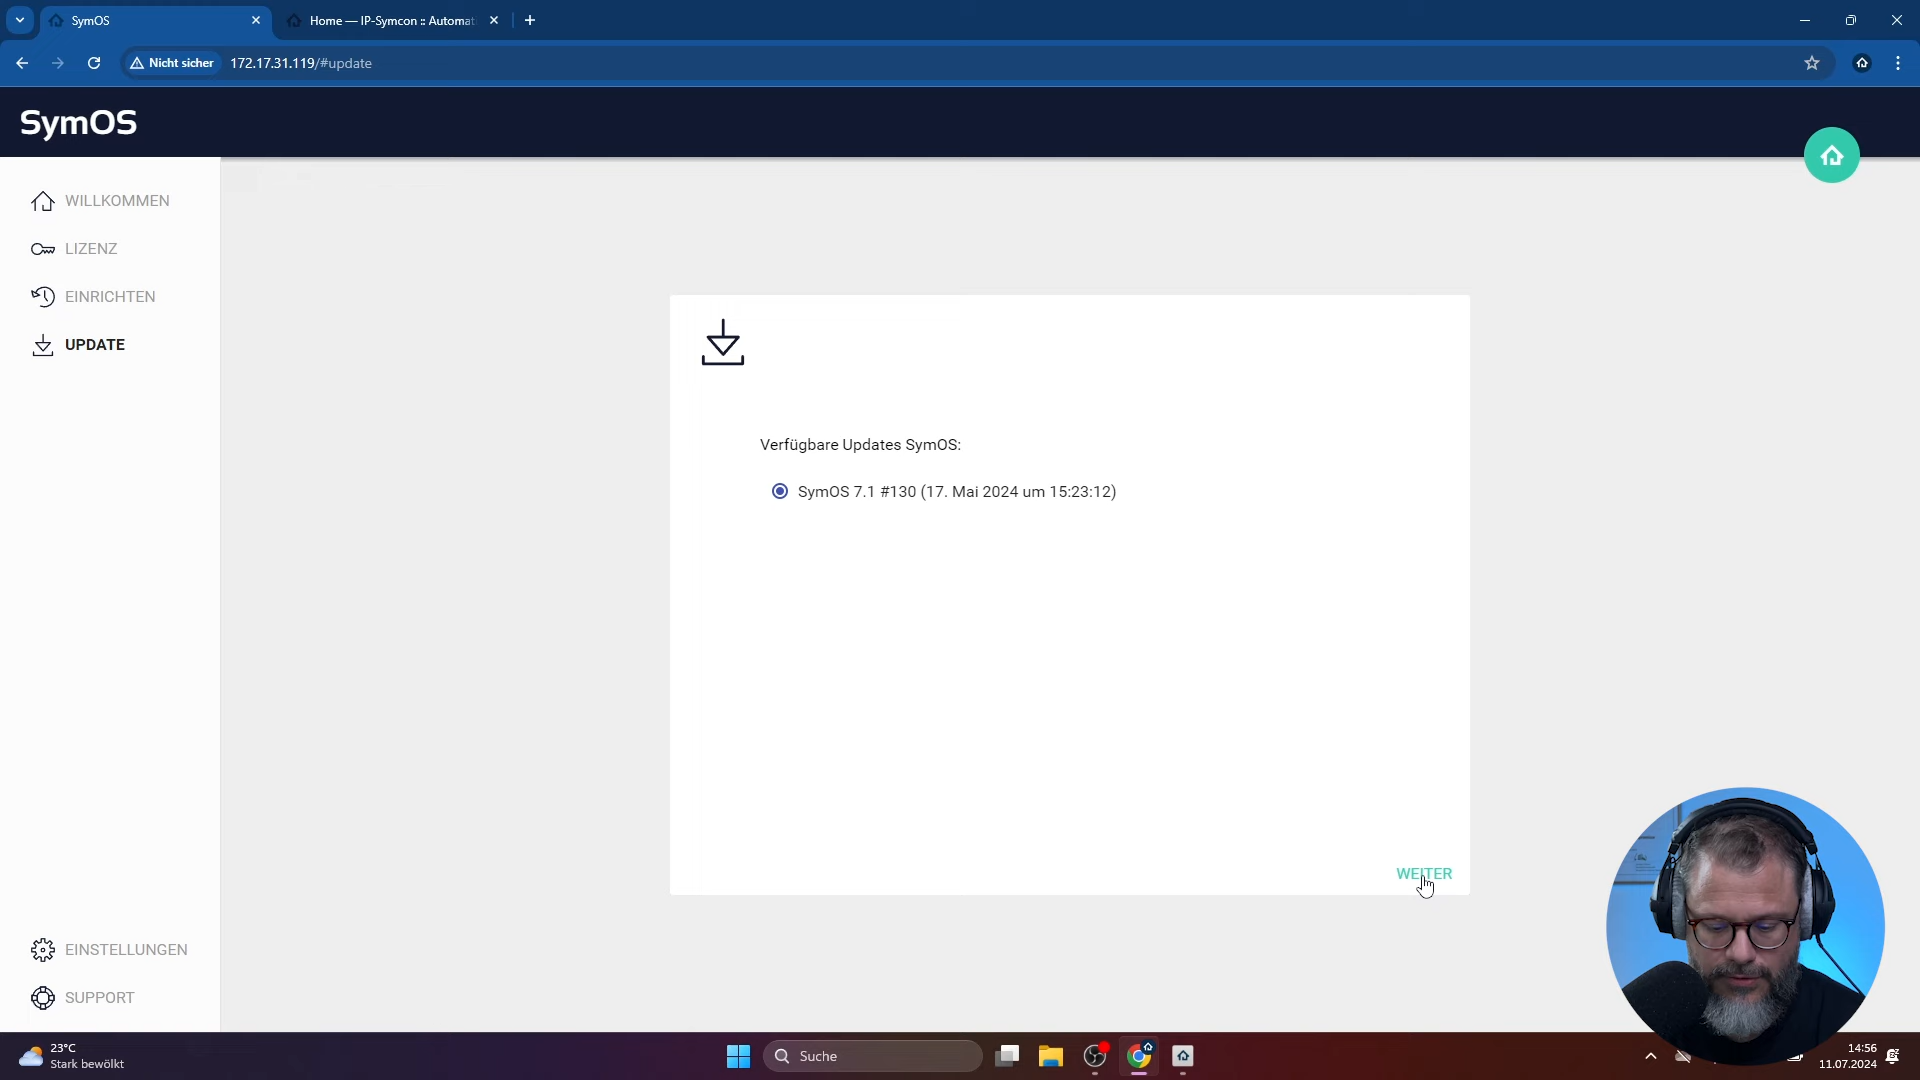 SymOS
Home — IP-Symcon :: Automat
Nicht sicher
172.17.31.119/#update
SymOS
WILLKOMMEN
LIZENZ
EINRICHTEN
UPDATE
Verfügbare Updates SymOS:
SymOS 7.1 #130 (17. Mai 2024 um 15:23:12)
WEITER
EINSTELLUNGEN
SUPPORT
23°C
Stark bewölkt
Suche
14:56
11.07.2024